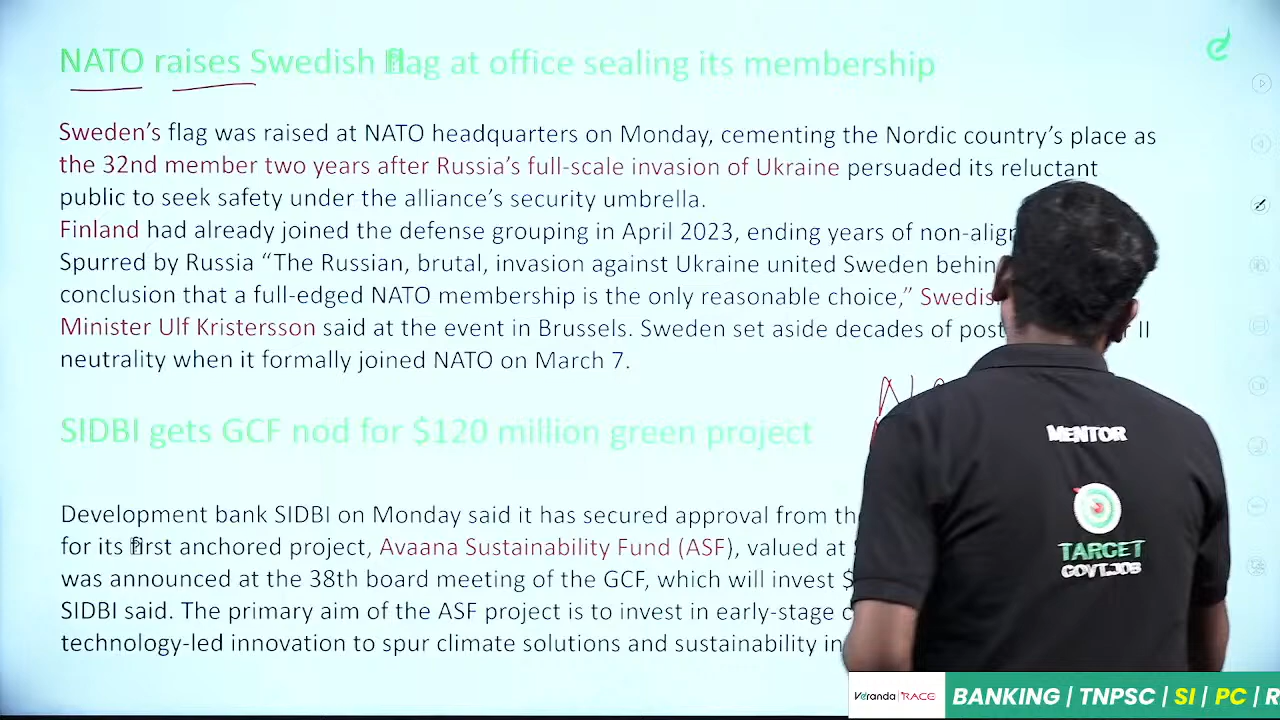 NATO raises Swedish flag at office sealing its membership
Sweden's flag was raised at NATO headquarters on Monday, cementing the Nordic country's place as
the 32nd member two years after Russia's full-scale invasion of Ukraine persuaded its reluctant
public to seek safety under the alliance's security umbrella.
Finland had already joined the defense grouping in April 2023, ending years of
Spurred by Russia “The Russian, brutal, invasion against Ukraine united Sweden
conclusion that a full-edged NATO membership is the only reasonable choice,”
Minister Ulf Kristersson said at the event in Brussels. Sweden set aside decades of II
neutrality when it formally joined NATO on March 7.
SIDBI gets GCF nod for $120 million green project
Development bank SIDBI on Monday said it has secured approval from
for its first anchored project, Avaana Sustainability Fund (ASF), valued at
was announced at the 38th board meeting of the GCF, which will invest $
SIDBI said. The primary aim of the ASF project is to invest in early-stage
technology-led innovation to spur climate solutions and sustainability in
MENTOR
TARGET
GOVT.JOB
Veranda | RACE
BANKING | TNPSC | SI | PC | R